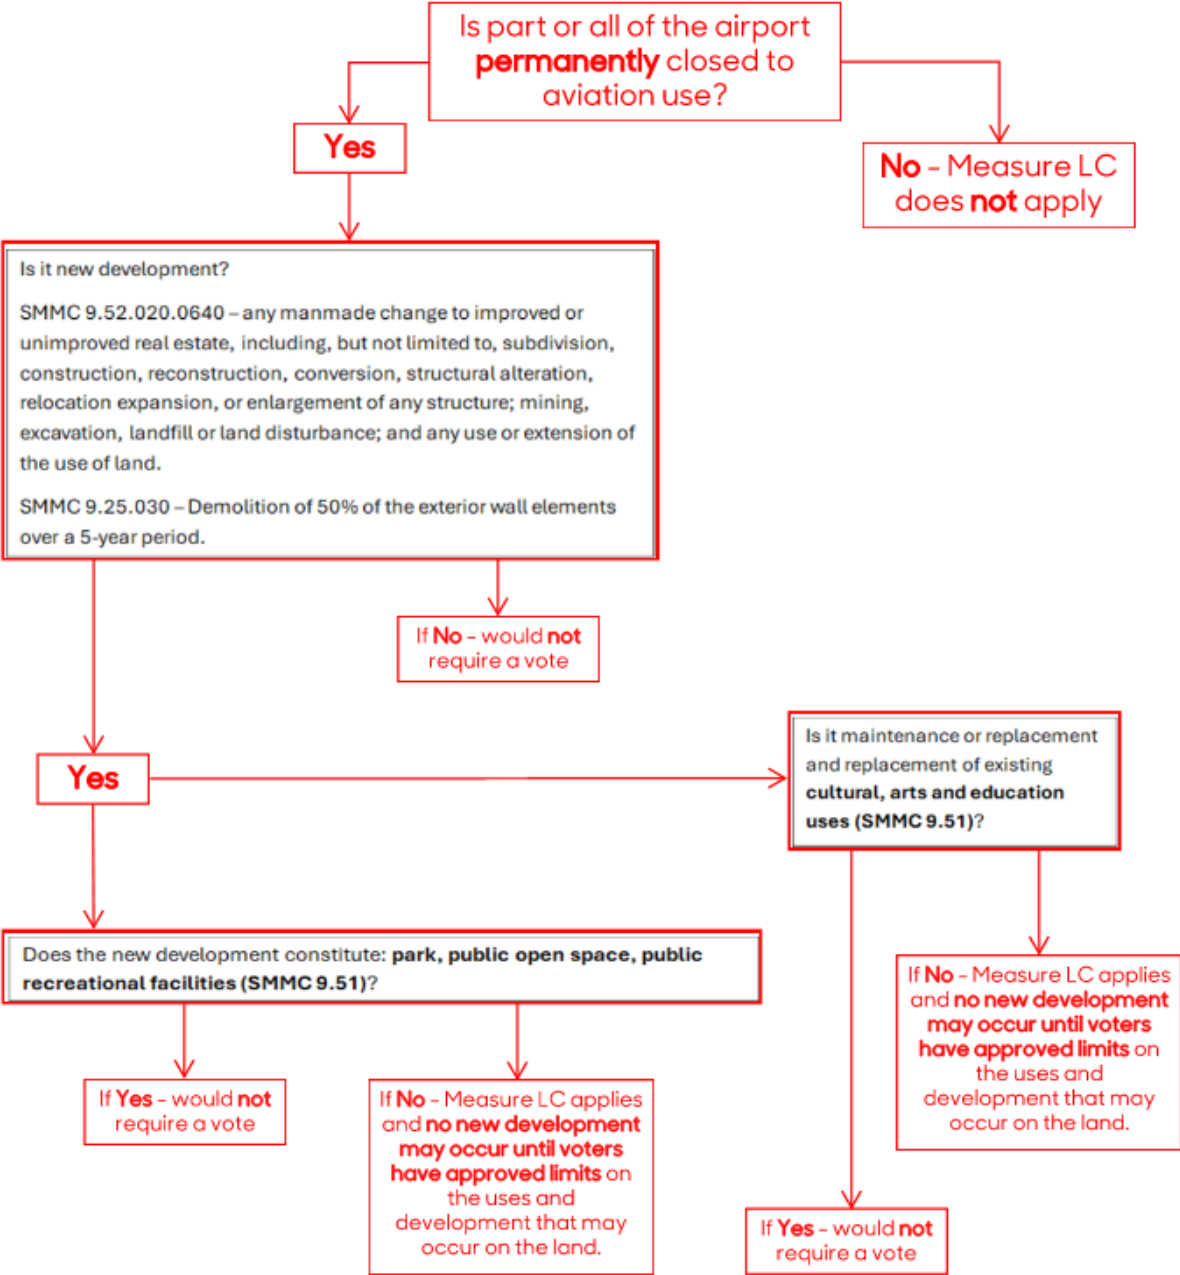 Is part or all of the airport
permanently closed to
aviation use?
Yes
No - Measure LC
does not apply
Is it new development?
SMMC 9.52.020.0640 – any manmade change to improved or
unimproved real estate, including, but not limited to, subdivision,
construction, reconstruction, conversion, structural alteration,
relocation expansion, or enlargement of any structure; mining,
excavation, landfill or land disturbance; and any use or extension of
the use of land.
SMMC 9.25.030 – Demolition of 50% of the exterior wall elements
over a 5-year period.
If No - would not
require a vote
Yes
Is it maintenance or replacement
and replacement of existing
cultural, arts and education
uses (SMMC 9.51)?
Does the new development constitute: park, public open space, public
recreational facilities (SMMC 9.51)?
If Yes - would not
require a vote
If No - Measure LC applies
and no new development
may occur until voters
have approved limits on
the uses and
development that may
occur on the land.
If No - Measure LC applies
and no new development
may occur until voters
have approved limits on
the uses and
development that may
occur on the land.
If Yes - would not
require a vote